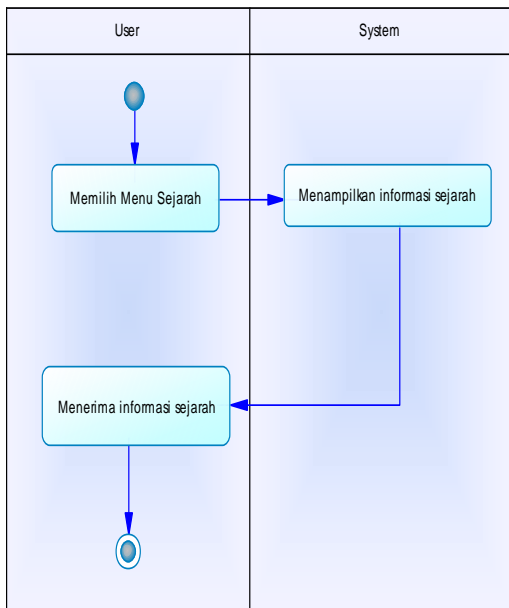 User
System
Memilih Menu Sejarah
Menampilkan informasi sejarah
Menerima informasi sejarah